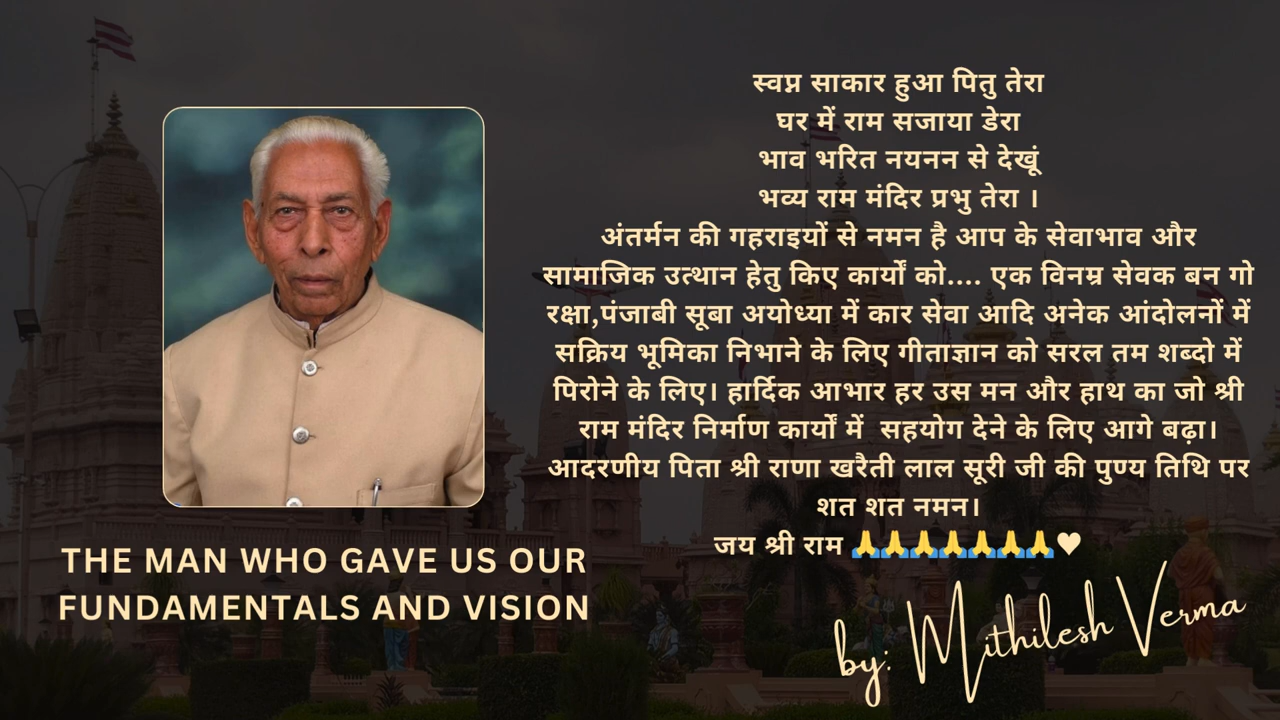 स्वप्न साकार हुआ पितु तेरा
घर में राम सजाया डेरा
भाव भरित नयनन से देखूं
भव्य राम मंदिर प्रभु तेरा ।
अंतर्मन की गहराइयों से नमन है आप के सेवाभाव और
सामाजिक उत्थान हेतु किए कार्यों को.... एक विनम्र सेवक बन गो
रक्षा,पंजाबी सूबा अयोध्या में कार सेवा आदि अनेक आंदोलनों में
सक्रिय भूमिका निभाने के लिए गीताज्ञान को सरल तम शब्दो में
पिरोने के लिए। हार्दिक आभार हर उस मन और हाथ का जो श्री
राम मंदिर निर्माण कार्यों में  सहयोग देने के लिए आगे बढ़ा।
आदरणीय पिता श्री राणा खरैती लाल सूरी जी की पुण्य तिथि पर
शत शत नमन।
जय श्री राम 🙏🙏🙏🙏🙏🙏🙏♥
THE MAN WHO GAVE US OUR
FUNDAMENTALS AND VISION
by: Mithilesh Verma